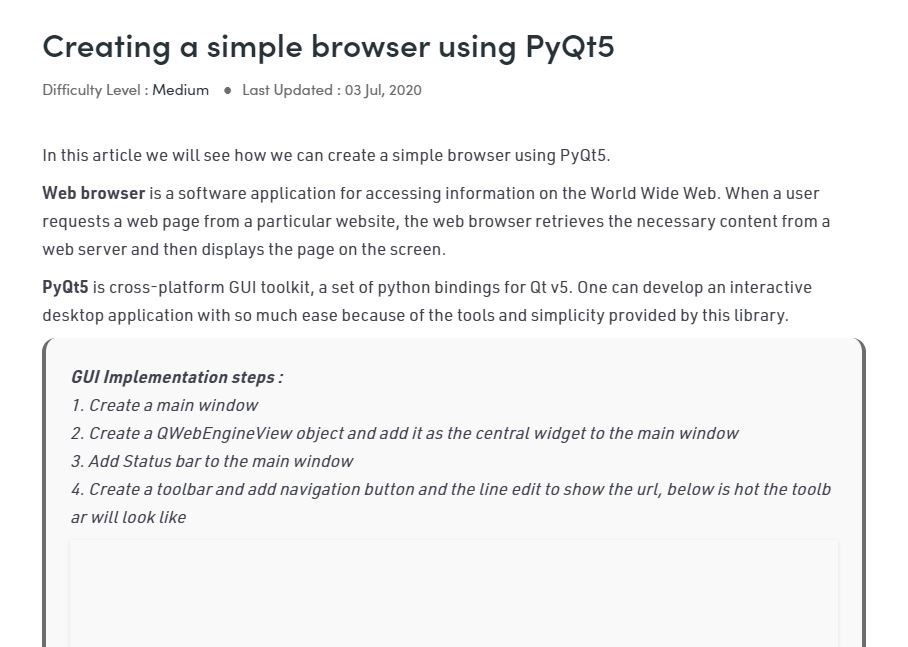 Creating a simple browser using PyQt5
Difficulty Level : Medium ● Last Updated : 03 Jul, 2020
In this article we will see how we can create a simple browser using PyQt5.
Web browser is a software application for accessing information on the World Wide Web. When a user
requests a web page from a particular website, the web browser retrieves the necessary content from a
web server and then displays the page on the screen.
PyQt5 is cross-platform GUI toolkit, a set of python bindings for Qt v5. One can develop an interactive
desktop application with so much ease because of the tools and simplicity provided by this library.
GUI Implementation steps :
1. Create a main window
2. Create a QWebEngineView object and add it as the central widget to the main window
3. Add Status bar to the main window
4. Create a toolbar and add navigation button and the line edit to show the url, below is hot the toolb
ar will look like